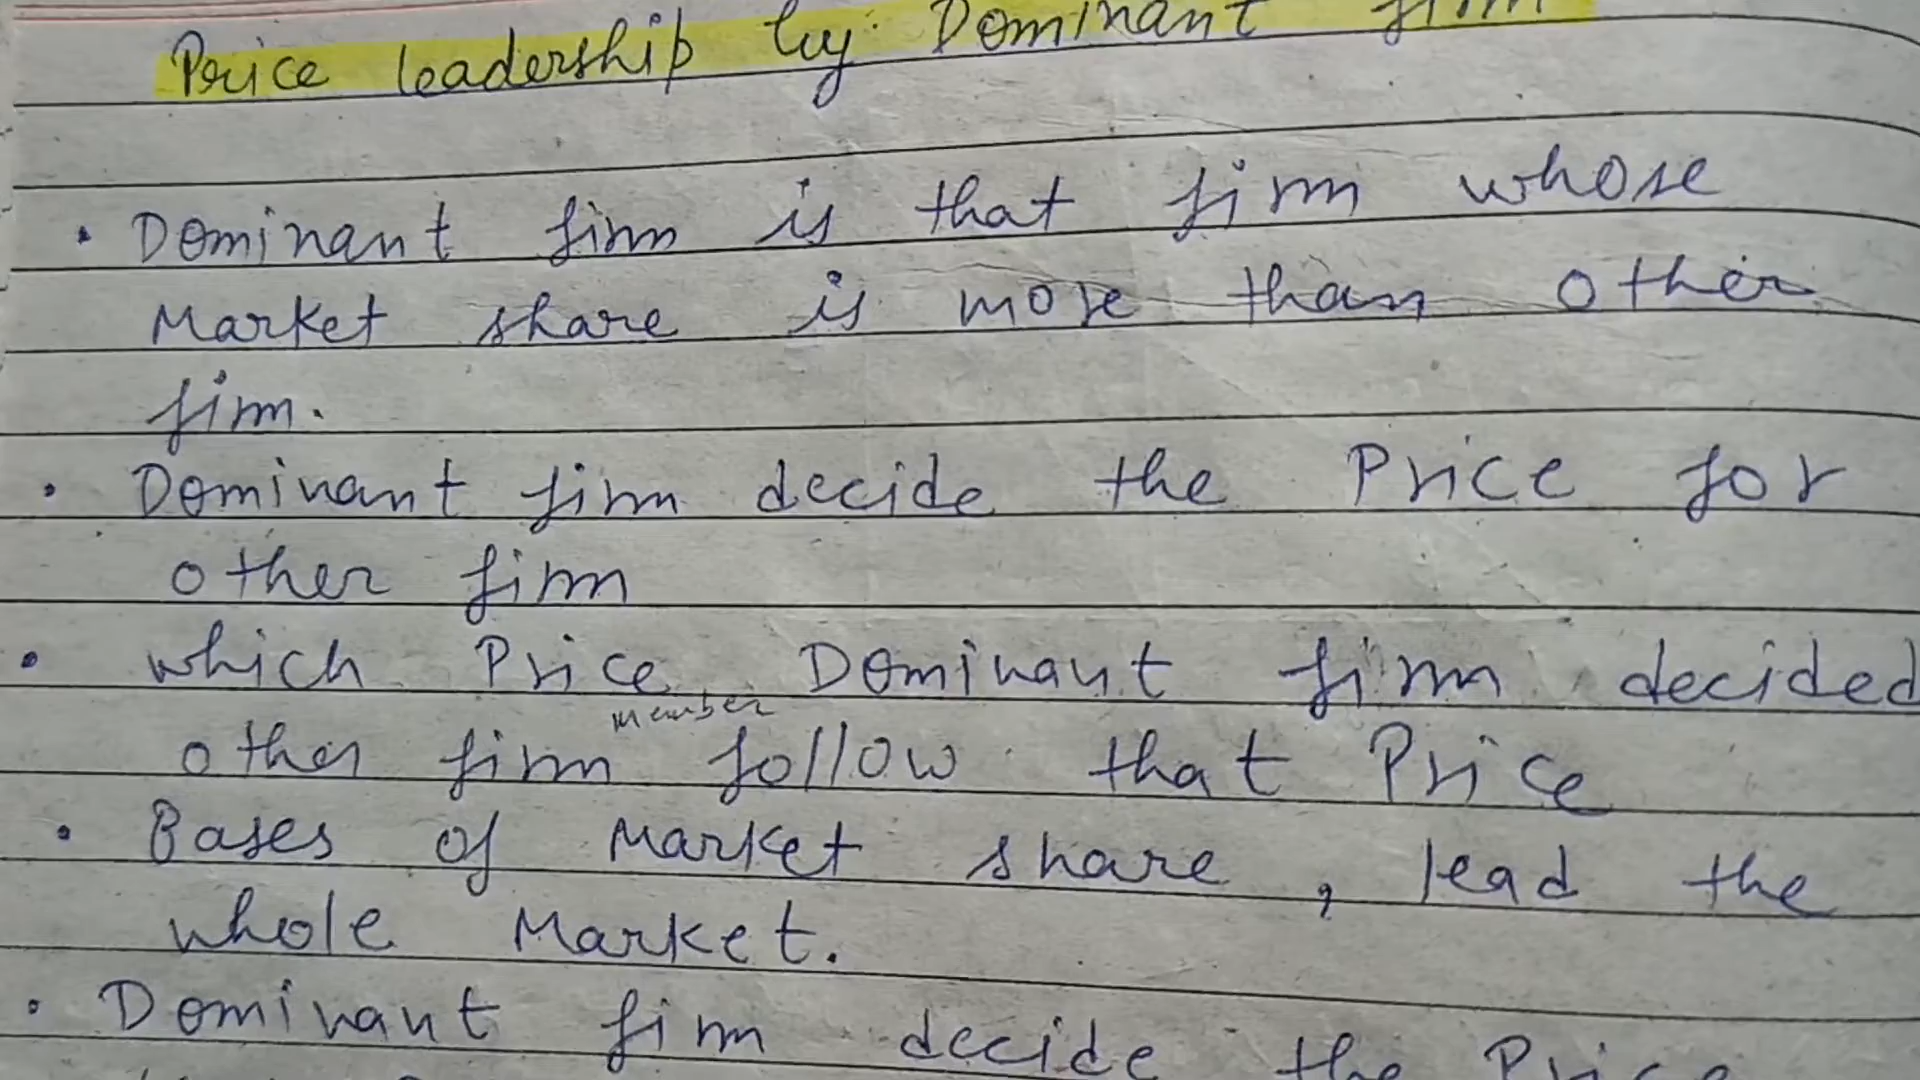 Price leadership by Dominant firm
• Dominant firm is that firm whose
Market share is more than other
firm.
• Dominant firm decide the Price for
other firm
• which Price Dominant firm decided
member
other firm follow that Price
• Bases of Market share, lead the
whole Market.
• Dominant firm decide the Price